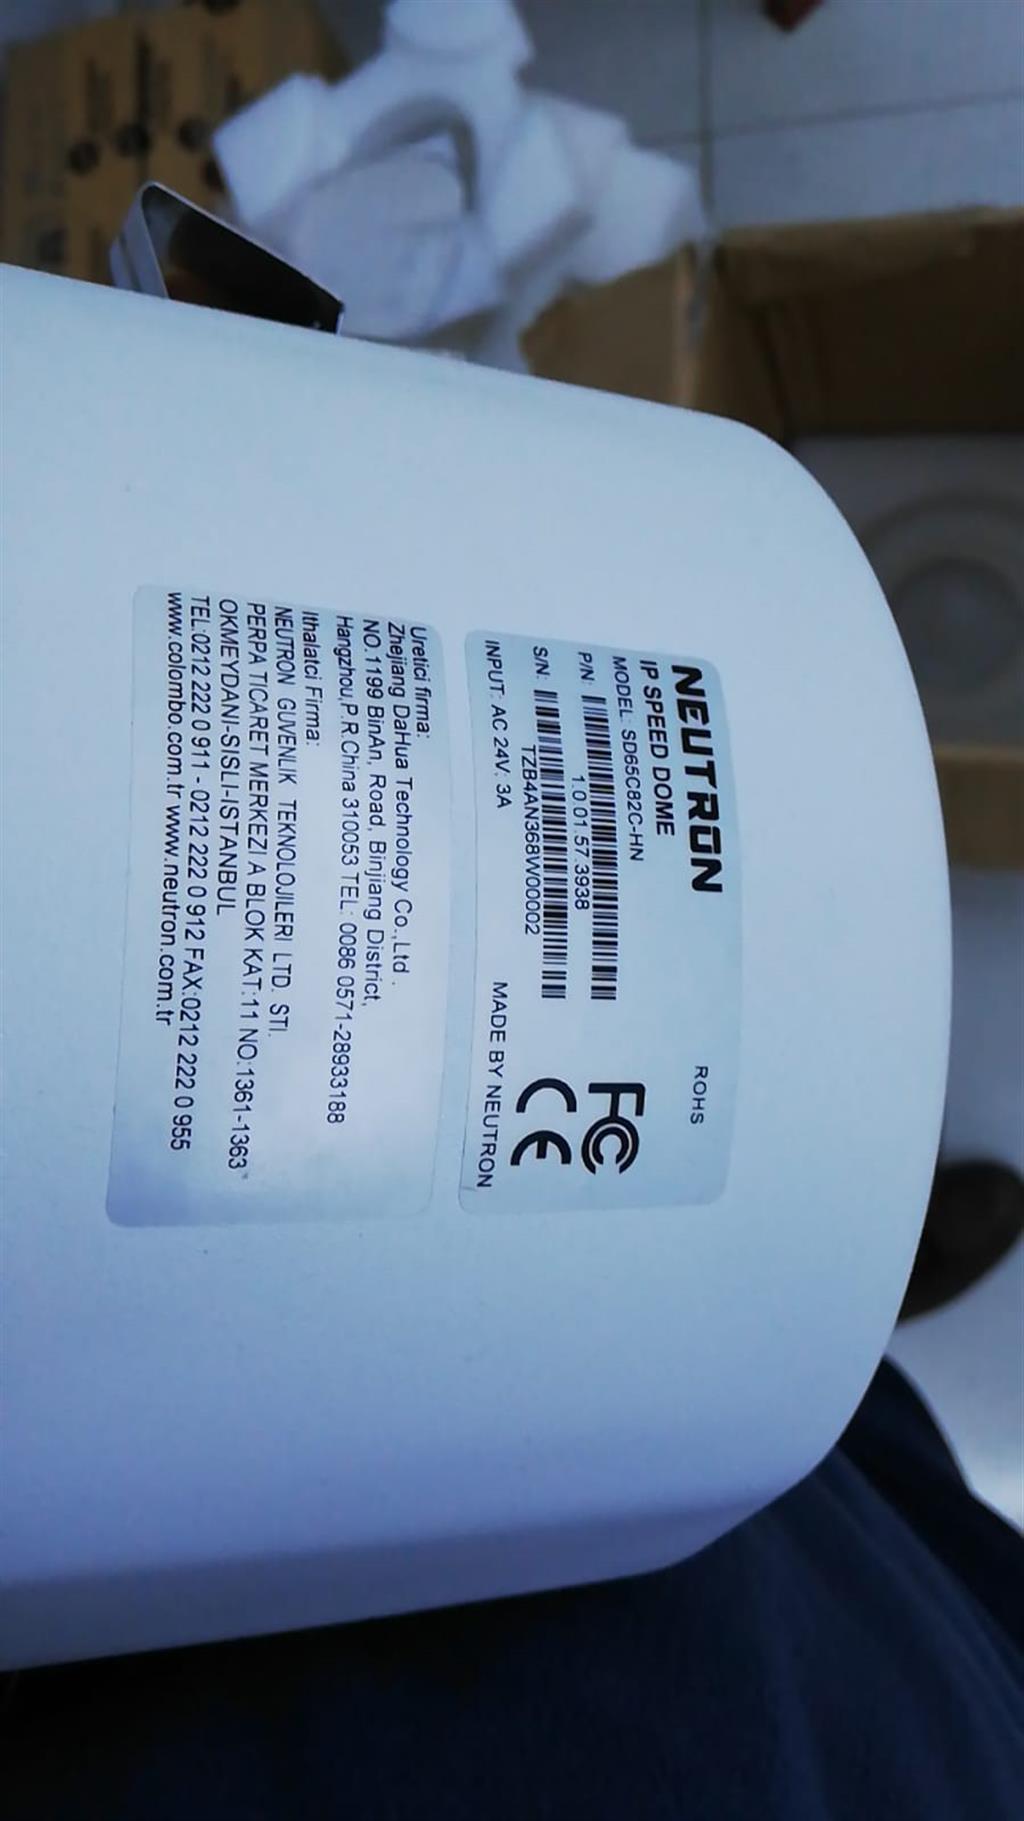 NEUTRON
ROHS
IP SPEED DOME
MODEL: SD65C82C-HN
P/N:
1.0.01.57.3938
FC
S/N:
TZB4AN368W00002
CE
INPUT: AC 24V: 3A
MADE BY NEUTRON
Uretici firma:
Zhejiang DaHua Technology Co.,Ltd .
NO.1199 BinAn, Road, Binjiang District,
Hangzhou,P.R.China 310053 TEL: 0086 0571-28933188
Ithalatci Firma:
NEUTRON GUVENLIK TEKNOLOJILERI LTD. STI.
PERPA TICARET MERKEZI A BLOK KAT:11 NO:1361-1363
OKMEYDANI-SISLI-ISTANBUL
TEL:0212 222 0 911 - 0212 222 0 912 FAX:0212 222 0 955
www.colombo.com.tr www.neutron.com.tr